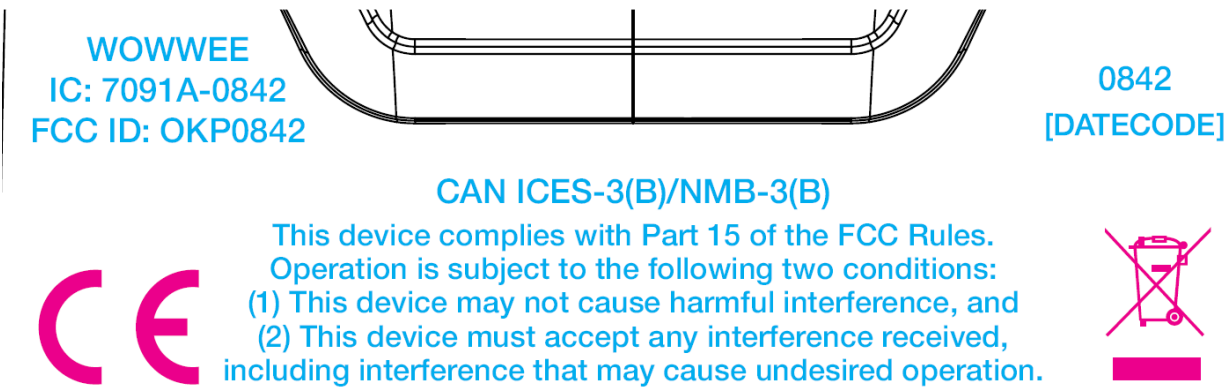 WOWWEE
IC: 7091A-0842
FCC ID: OKP0842
0842
[DATECODE]
CAN ICES-3(B)/NMB-3(B)
This device complies with Part 15 of the FCC Rules.
Operation is subject to the following two conditions:
(1) This device may not cause harmful interference, and
(2) This device must accept any interference received,
including interference that may cause undesired operation.
CE